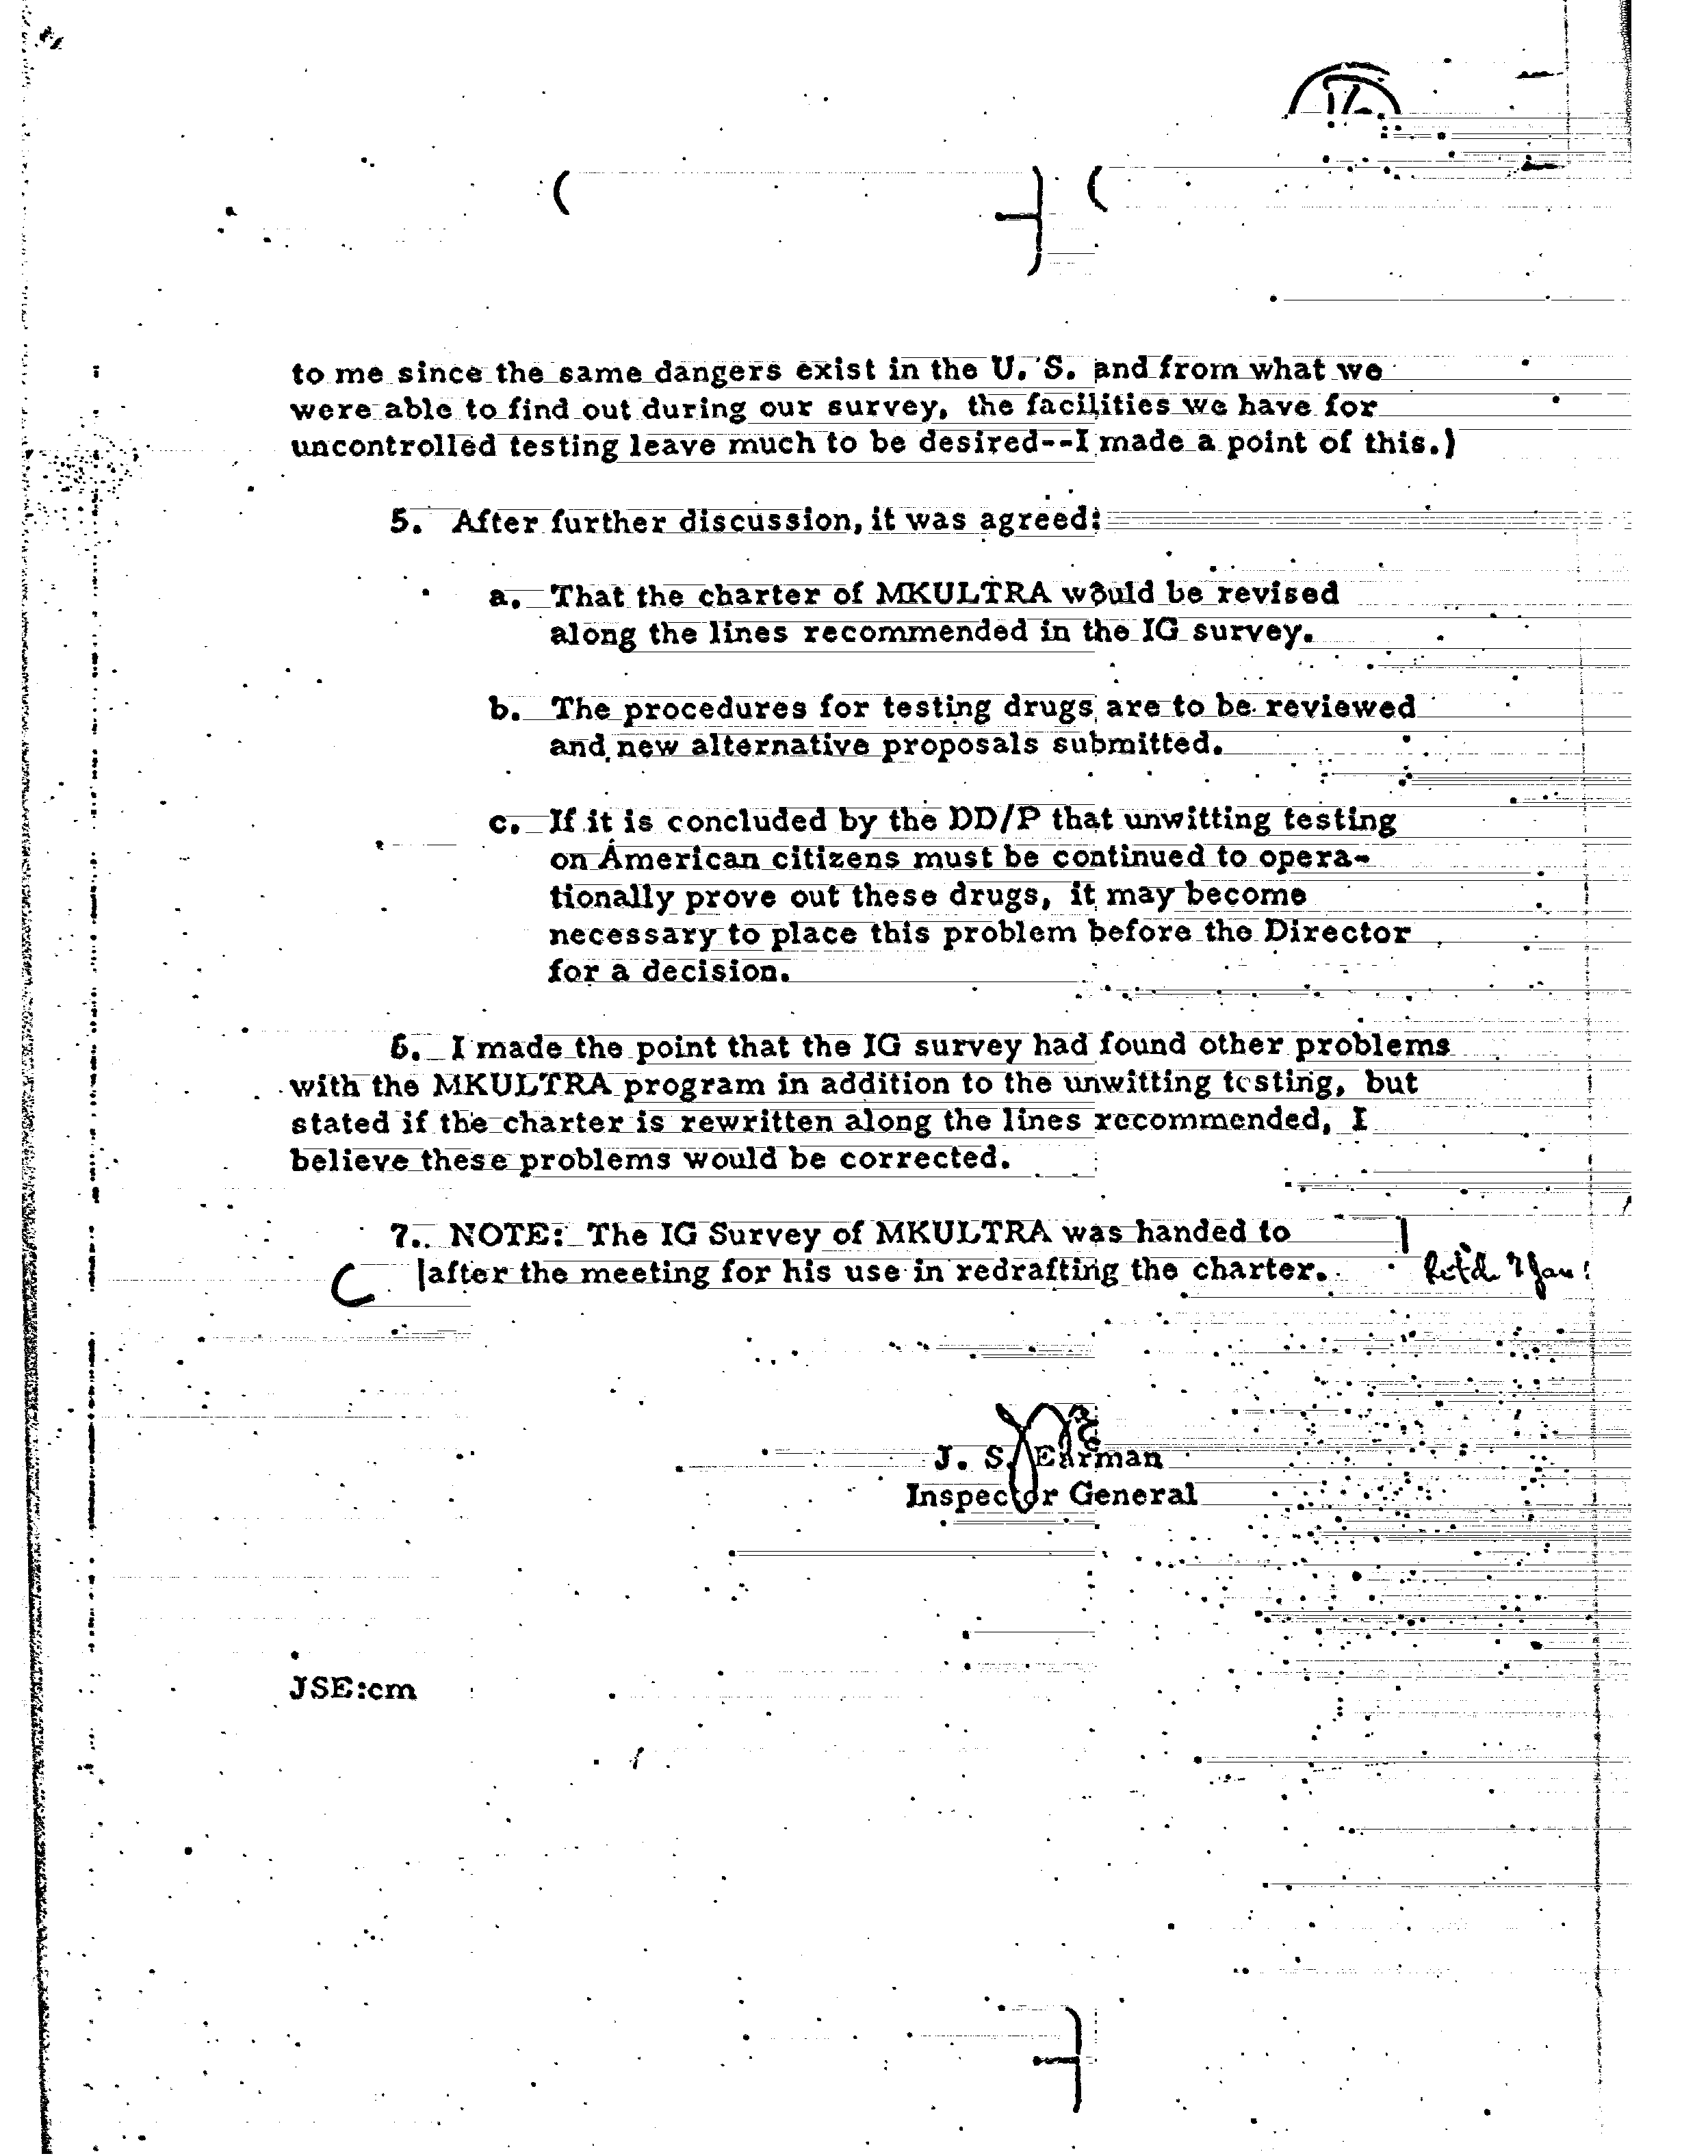 to me since the same dangers exist in the U. S. and from what we
were able to find out during our survey, the facilities we have for
uncontrolled testing leave much to be desired--I made a point of this.)
5. After further discussion, it was agreed:
a. That the charter of MKULTRA would be revised
along the lines recommended in the IG survey.
b. The procedures for testing drugs are to be reviewed
and new alternative proposals submitted.
c. If it is concluded by the DD/P that unwitting testing
on American citizens must be continued to opera-
tionally prove out these drugs, it may become
necessary to place this problem before the Director
for a decision.
6. I made the point that the IG survey had found other problems
with the MKULTRA program in addition to the unwitting testing, but
stated if the charter is rewritten along the lines recommended, I
believe these problems would be corrected.
7. NOTE: The IG Survey of MKULTRA was handed to
after the meeting for his use in redrafting the charter.
J. S. Earman
Inspector General
JSE:cm